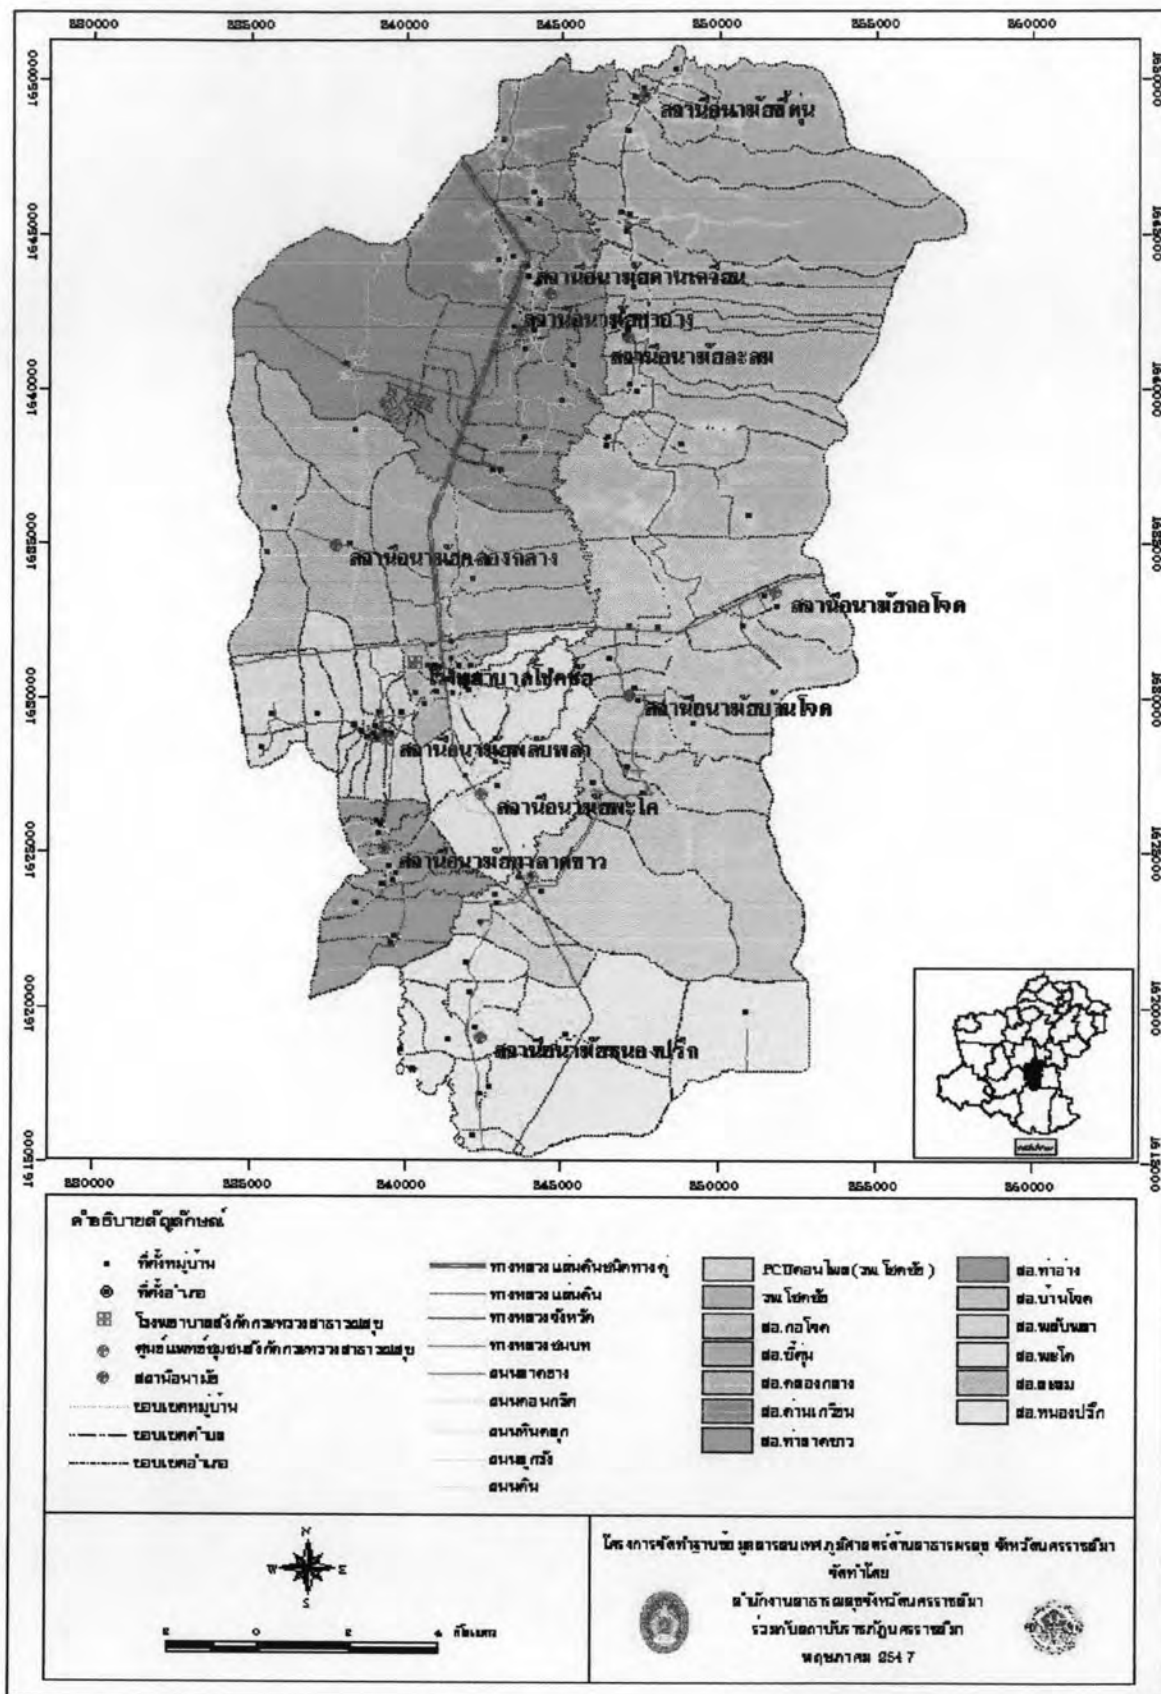 830000 835000 840000 845000 850000 855000 860000
1650000
1645000
1640000
1635000
1630000
1625000
1620000
1615000
สถานีอนามัยขี้ตุ่น
สถานีอนามัยด่านเกวียน
สถานีอนามัยท่าอ่าง
สถานีอนามัยละลม
สถานีอนามัยคลองกลาง
สถานีอนามัยกอโจด
โรงพยาบาลโชคชัย
สถานีอนามัยบ้านโจด
สถานีอนามัยพลับพลา
สถานีอนามัยพะโค
สถานีอนามัยท่าลาดขาว
สถานีอนามัยหนองปรึก
830000 835000 840000 845000 850000 855000 860000
คำอธิบายสัญลักษณ์
ที่ตั้งหมู่บ้าน
ที่ตั้งอำเภอ
โรงพยาบาลสังกัดกระทรวงสาธารณสุข
ศูนย์แพทย์ชุมชนสังกัดกระทรวงสาธารณสุข
สถานีอนามัย
ขอบเขตหมู่บ้าน
ขอบเขตตำบล
ขอบเขตอำเภอ
ทางหลวงแผ่นดินชนิดทางคู่
ทางหลวงแผ่นดิน
ทางหลวงจังหวัด
ทางหลวงชนบท
ถนนลาดยาง
ถนนคอนกรีต
ถนนหินคลุก
ถนนลูกรัง
ถนนดิน
PCUดอนไพล(รพ.โชคชัย)
รพ.โชคชัย
สอ.กอโจด
สอ.ขี้ตุ่น
สอ.คลองกลาง
สอ.ด่านเกวียน
สอ.ท่าลาดขาว
สอ.ท่าอ่าง
สอ.บ้านโจด
สอ.พลับพลา
สอ.พะโค
สอ.ละลม
สอ.หนองปรึก
N
W E
S
2 0 2 4 กิโลเมตร
โครงการจัดทำฐานข้อมูลสารสนเทศภูมิศาสตร์ด้านสาธารณสุข จังหวัดนครราชสีมา
จัดทำโดย
สำนักงานสาธารณสุขจังหวัดนครราชสีมา
ร่วมกับสถาบันราชภัฏนครราชสีมา
พฤษภาคม 2547